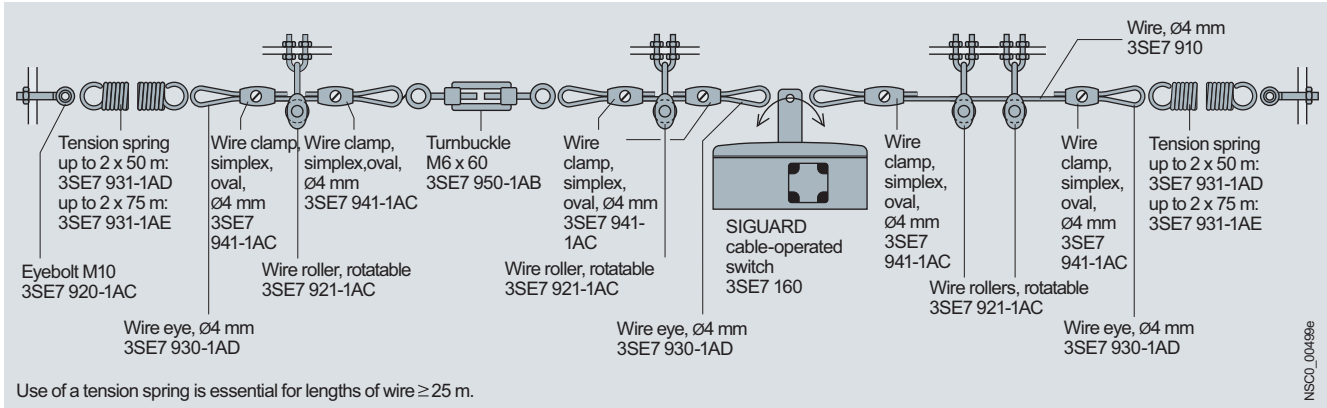 Wire, Ø4 mm
3SE7 910
Tension spring
up to 2 x 50 m:
3SE7 931-1AD
up to 2 x 75 m:
3SE7 931-1AE
Eyebolt M10
3SE7 920-1AC
Wire clamp,
simplex,
oval,
Ø4 mm
3SE7
941-1AC
Wire eye, Ø4 mm
3SE7 930-1AD
Wire clamp,
simplex,oval,
Ø4 mm
3SE7 941-1AC
Wire roller, rotatable
3SE7 921-1AC
Turnbuckle
M6 x 60
3SE7 950-1AB
Wire
clamp,
simplex,
oval, Ø4 mm
3SE7 941-
1AC
Wire roller, rotatable
3SE7 921-1AC
Wire eye, Ø4 mm
3SE7 930-1AD
SIGUARD
cable-operated
switch
3SE7 160
Wire
clamp,
simplex,
oval,
Ø4 mm
3SE7
941-1AC
Wire rollers, rotatable
3SE7 921-1AC
Wire
clamp,
simplex,
oval,
Ø4 mm
3SE7
941-1AC
Wire eye, Ø4 mm
3SE7 930-1AD
Tension spring
up to 2 x 50 m:
3SE7 931-1AD
up to 2 x 75 m:
3SE7 931-1AE
Use of a tension spring is essential for lengths of wire ≥ 25 m.
NSC0_00499e